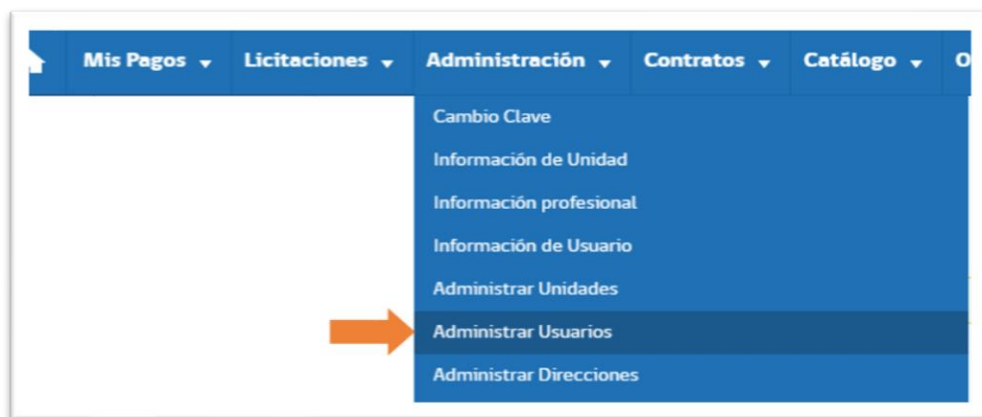 Mis Pagos Licitaciones Administración Contratos Catálogo O
Cambio Clave
Información de Unidad
Información profesional
Información de Usuario
Administrar Unidades
Administrar Usuarios
Administrar Direcciones